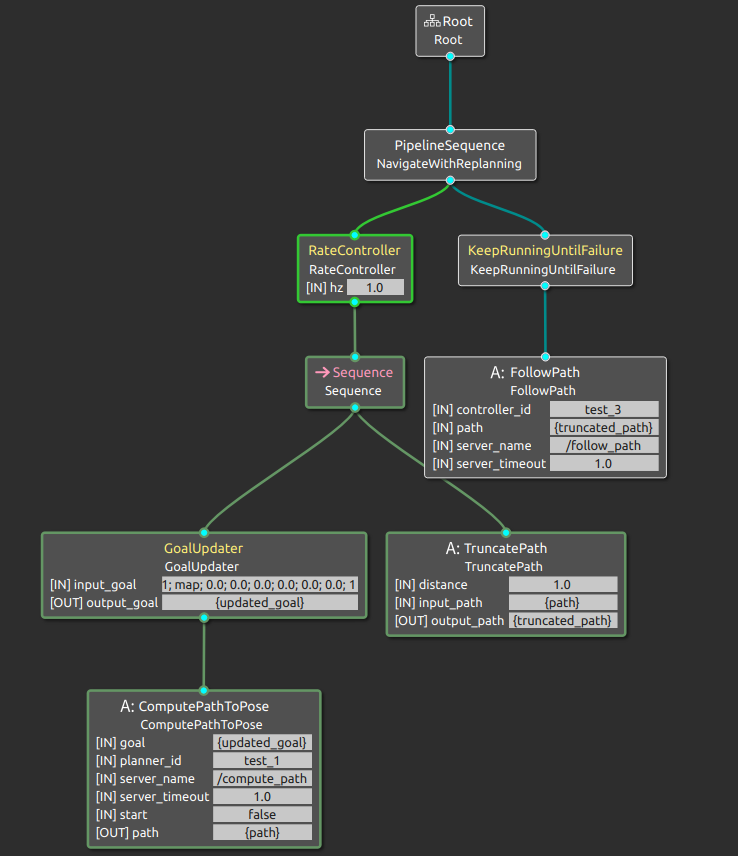 Root
Root
PipelineSequence
NavigateWithReplanning
RateController
RateController
[IN] hz 1.0
KeepRunningUntilFailure
KeepRunningUntilFailure
Sequence
Sequence
A: FollowPath
FollowPath
[IN] controller_id test_3
[IN] path {truncated_path}
[IN] server_name /follow_path
[IN] server_timeout 1.0
GoalUpdater
GoalUpdater
[IN] input_goal 1; map; 0.0; 0.0; 0.0; 0.0; 0.0; 0.0; 1
[OUT] output_goal {updated_goal}
A: TruncatePath
TruncatePath
[IN] distance 1.0
[IN] input_path {path}
[OUT] output_path {truncated_path}
A: ComputePathToPose
ComputePathToPose
[IN] goal {updated_goal}
[IN] planner_id test_1
[IN] server_name /compute_path
[IN] server_timeout 1.0
[IN] start false
[OUT] path {path}